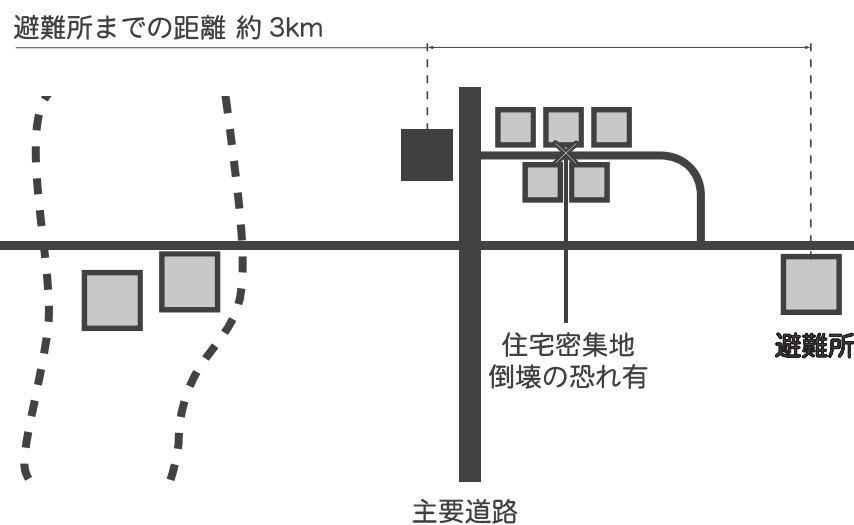 避難所までの距離 約 3km
住宅密集地
倒壊の恐れ有
避難所
主要道路